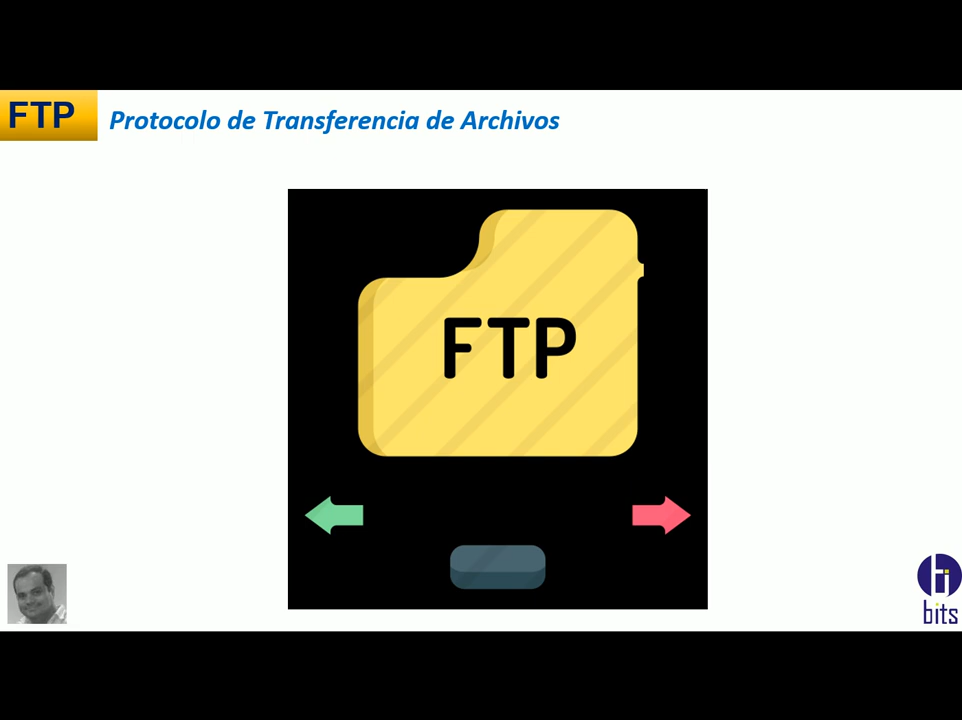 FTP
Protocolo de Transferencia de Archivos
FTP
bits